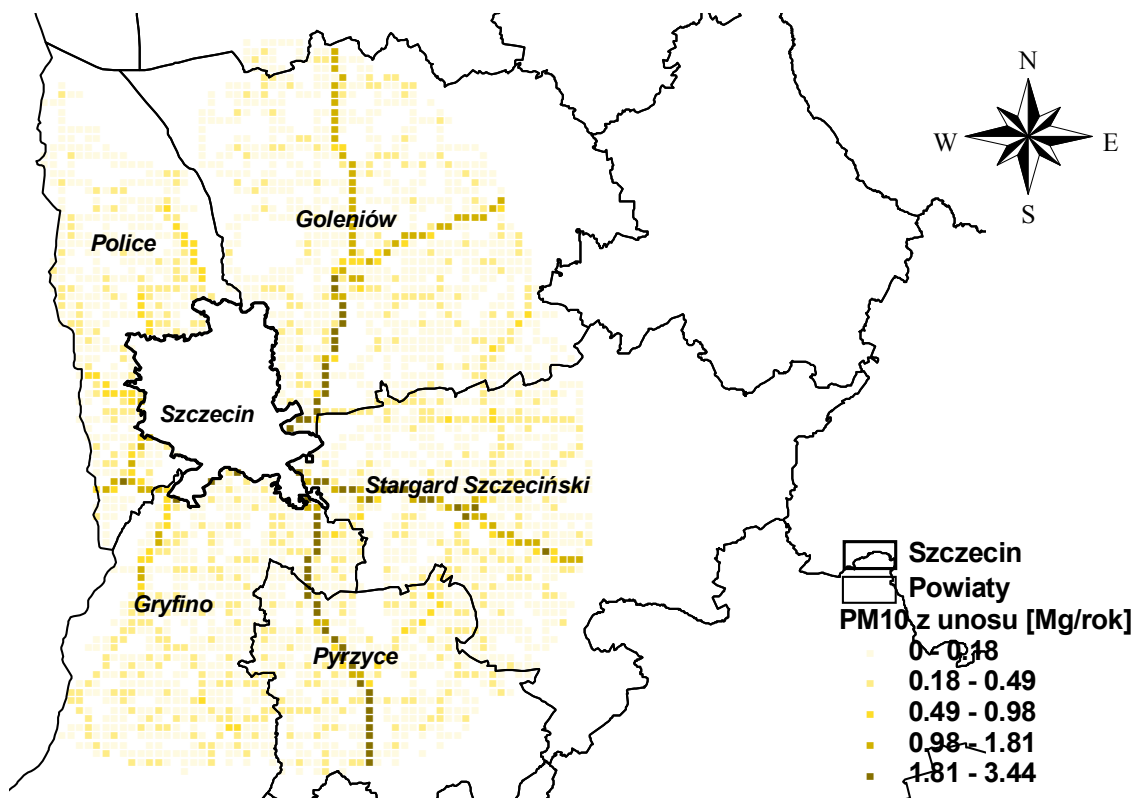 N
W E
S
Goleniów
Police
Szczecin
Stargard Szczeciński
Gryfino
Pyrzyce
Szczecin
Powiaty
PM10 z unosu [Mg/rok]
0 - 0.18
0.18 - 0.49
0.49 - 0.98
0.98 - 1.81
1.81 - 3.44